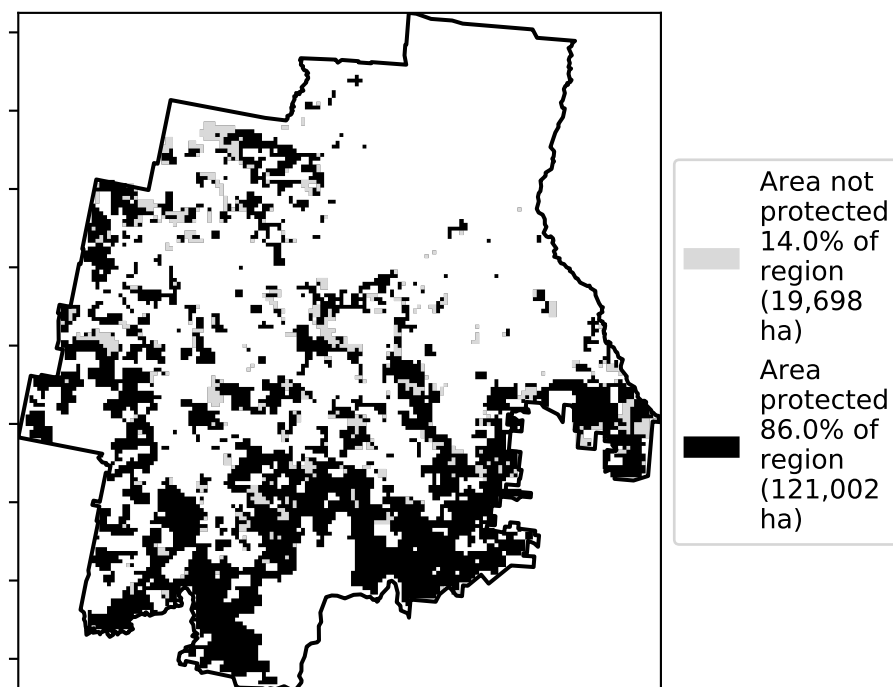 Area not
protected
14.0% of
region
(19,698
ha)
Area
protected
86.0% of
region
(121,002
ha)